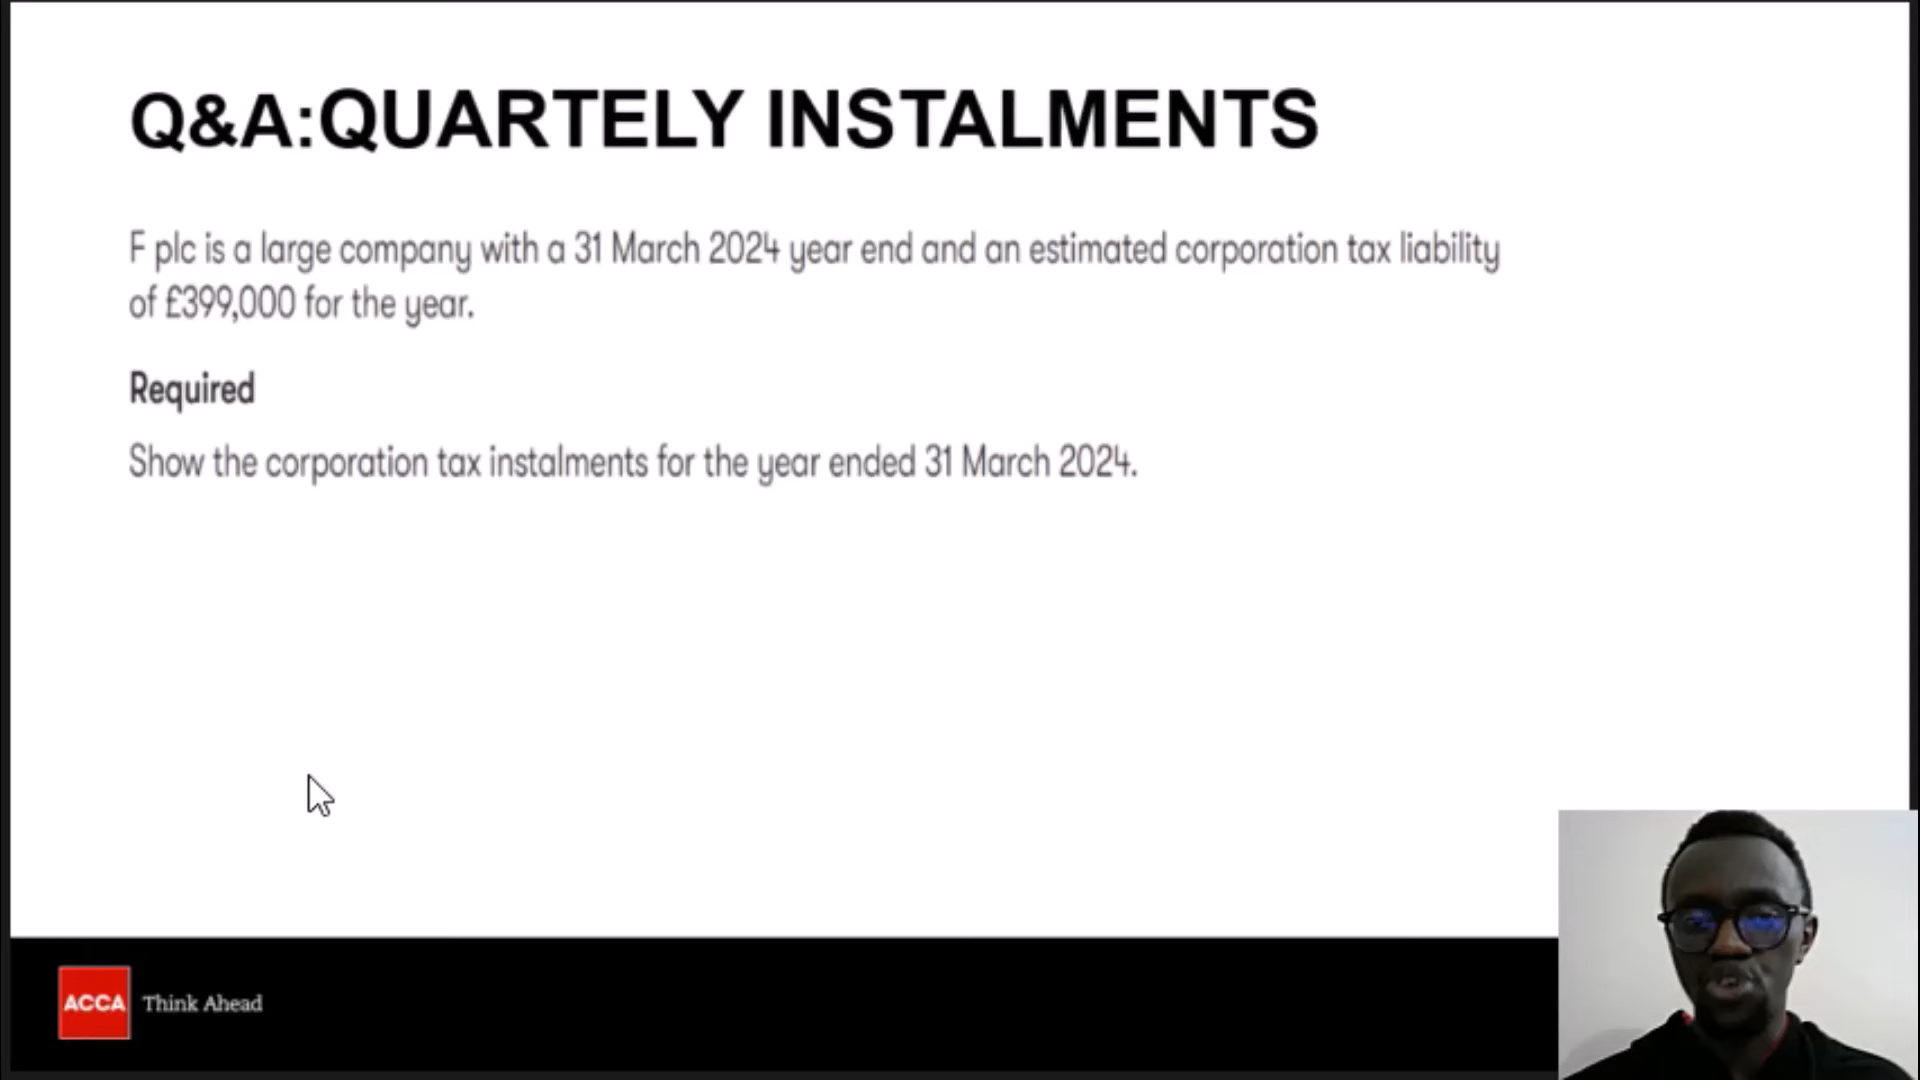 Q&A:QUARTELY INSTALMENTS
F plc is a large company with a 31 March 2024 year end and an estimated corporation tax liability
of £399,000 for the year.
Required
Show the corporation tax instalments for the year ended 31 March 2024.
ACCA Think Ahead